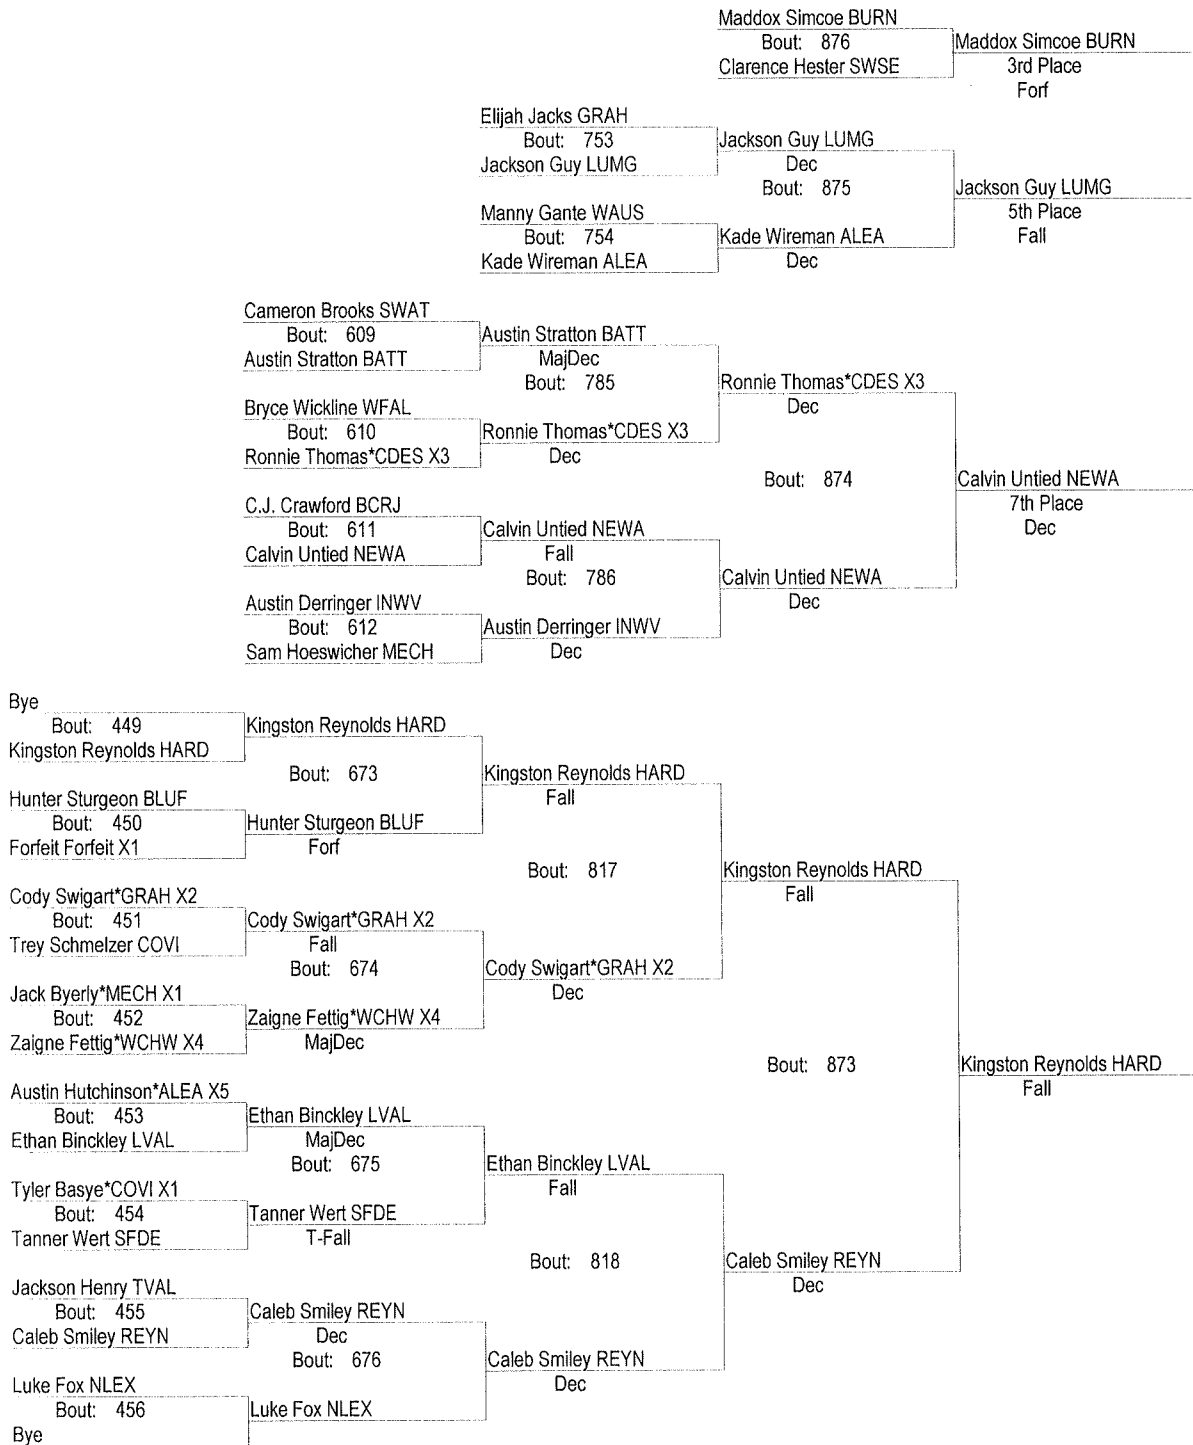 Maddox Simcoe BURN
Bout: 876
Clarence Hester SWSE
Maddox Simcoe BURN
3rd Place
Forf
Elijah Jacks GRAH
Bout: 753
Jackson Guy LUMG
Jackson Guy LUMG
Dec
Bout: 875
Jackson Guy LUMG
5th Place
Fall
Manny Gante WAUS
Bout: 754
Kade Wireman ALEA
Kade Wireman ALEA
Dec
Cameron Brooks SWAT
Bout: 609
Austin Stratton BATT
Austin Stratton BATT
MajDec
Bout: 785
Ronnie Thomas*CDES X3
Dec
Bryce Wickline WFAL
Bout: 610
Ronnie Thomas*CDES X3
Ronnie Thomas*CDES X3
Dec
Bout: 874
Calvin Untied NEWA
7th Place
Dec
C.J. Crawford BCRJ
Bout: 611
Calvin Untied NEWA
Calvin Untied NEWA
Fall
Bout: 786
Calvin Untied NEWA
Dec
Austin Derringer INWV
Bout: 612
Sam Hoeswicher MECH
Austin Derringer INWV
Dec
Bye
Bout: 449
Kingston Reynolds HARD
Kingston Reynolds HARD
Bout: 673
Kingston Reynolds HARD
Fall
Hunter Sturgeon BLUF
Bout: 450
Forfeit Forfeit X1
Hunter Sturgeon BLUF
Forf
Bout: 817
Kingston Reynolds HARD
Fall
Cody Swigart*GRAH X2
Bout: 451
Trey Schmelzer COVI
Cody Swigart*GRAH X2
Fall
Bout: 674
Cody Swigart*GRAH X2
Dec
Jack Byerly*MECH X1
Bout: 452
Zaigne Fettig*WCHW X4
Zaigne Fettig*WCHW X4
MajDec
Bout: 873
Kingston Reynolds HARD
Fall
Austin Hutchinson*ALEA X5
Bout: 453
Ethan Binckley LVAL
Ethan Binckley LVAL
MajDec
Bout: 675
Ethan Binckley LVAL
Fall
Tyler Basye*COVI X1
Bout: 454
Tanner Wert SFDE
Tanner Wert SFDE
T-Fall
Bout: 818
Caleb Smiley REYN
Dec
Jackson Henry TVAL
Bout: 455
Caleb Smiley REYN
Caleb Smiley REYN
Dec
Bout: 676
Caleb Smiley REYN
Dec
Luke Fox NLEX
Bout: 456
Bye
Luke Fox NLEX